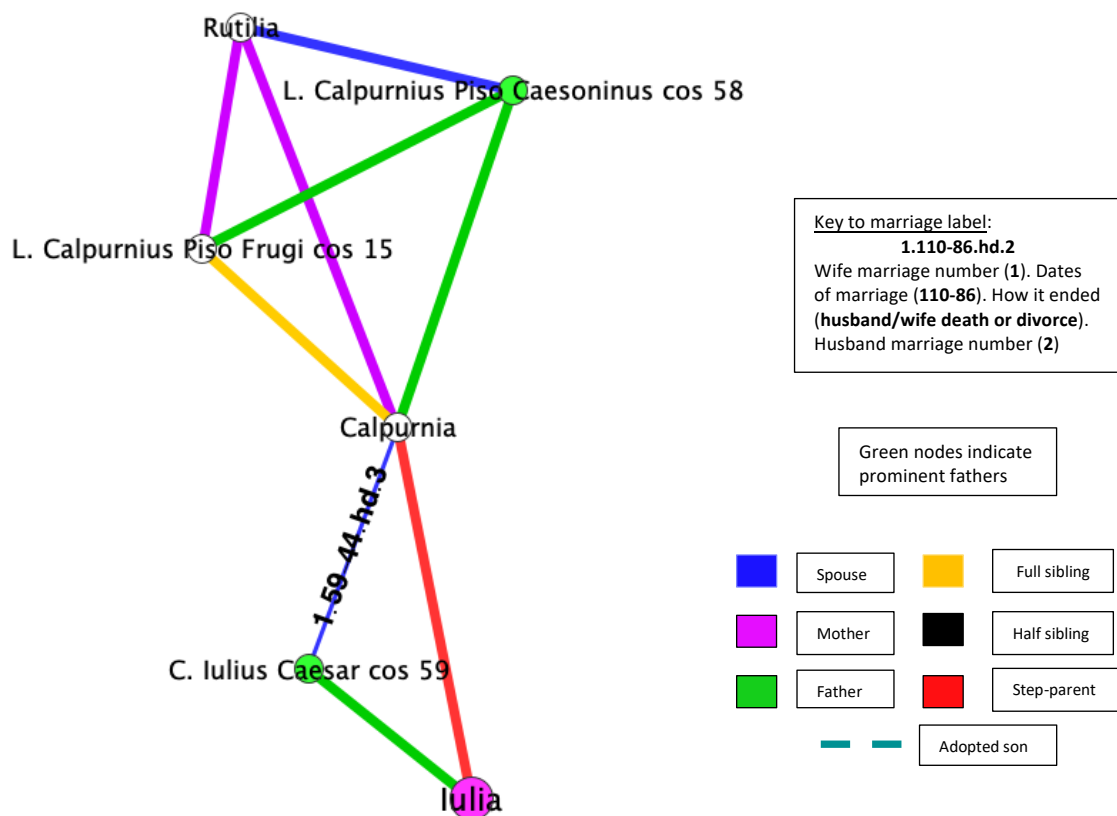 Rutilia
L. Calpurnius Piso Caesoninus cos 58
L. Calpurnius Piso Frugi cos 15
Calpurnia
1.59 44.hd.3
C. Iulius Caesar cos 59
Iulia
Key to marriage label:
1.110-86.hd.2
Wife marriage number (1). Dates
of marriage (110-86). How it ended
(husband/wife death or divorce).
Husband marriage number (2)
Green nodes indicate
prominent fathers
Spouse
Full sibling
Mother
Half sibling
Father
Step-parent
Adopted son